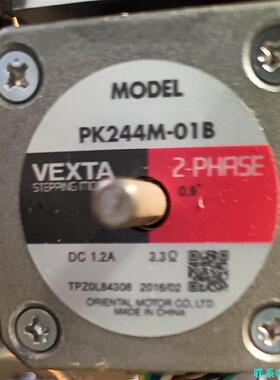 MODEL
PK244M-01B
VEXTA 2-PHASE
STEPPING MO 0.9°
DC 1.2A 3.3 Ω
TPZ0L84308 2016/02
ORIENTAL MOTOR CO.,LTD.
MADE IN CHINA